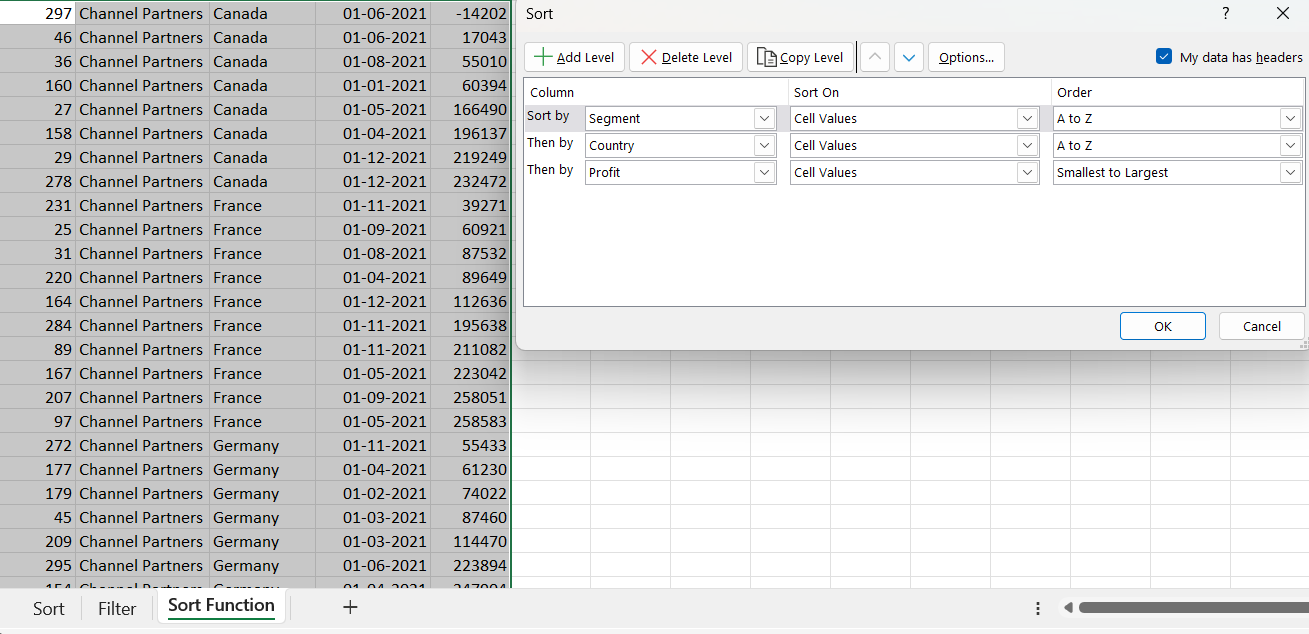 297 Channel Partners Canada 01-06-2021 -14202
46 Channel Partners Canada 01-06-2021 17043
36 Channel Partners Canada 01-08-2021 55010
160 Channel Partners Canada 01-01-2021 60394
27 Channel Partners Canada 01-05-2021 166490
158 Channel Partners Canada 01-04-2021 196137
29 Channel Partners Canada 01-12-2021 219249
278 Channel Partners Canada 01-12-2021 232472
231 Channel Partners France 01-11-2021 39271
25 Channel Partners France 01-09-2021 60921
31 Channel Partners France 01-08-2021 87532
220 Channel Partners France 01-04-2021 89649
164 Channel Partners France 01-12-2021 112636
284 Channel Partners France 01-11-2021 195638
89 Channel Partners France 01-11-2021 211082
167 Channel Partners France 01-05-2021 223042
207 Channel Partners France 01-09-2021 258051
97 Channel Partners France 01-05-2021 258583
272 Channel Partners Germany 01-11-2021 55433
177 Channel Partners Germany 01-04-2021 61230
179 Channel Partners Germany 01-02-2021 74022
45 Channel Partners Germany 01-03-2021 87460
209 Channel Partners Germany 01-03-2021 114470
295 Channel Partners Germany 01-06-2021 223894
Channel Partners Germany
Sort ?
Add Level Delete Level Copy Level Options... My data has headers
Column Sort On Order
Sort by Segment Cell Values A to Z
Then by Country Cell Values A to Z
Then by Profit Cell Values Smallest to Largest
OK Cancel
Sort Filter Sort Function +